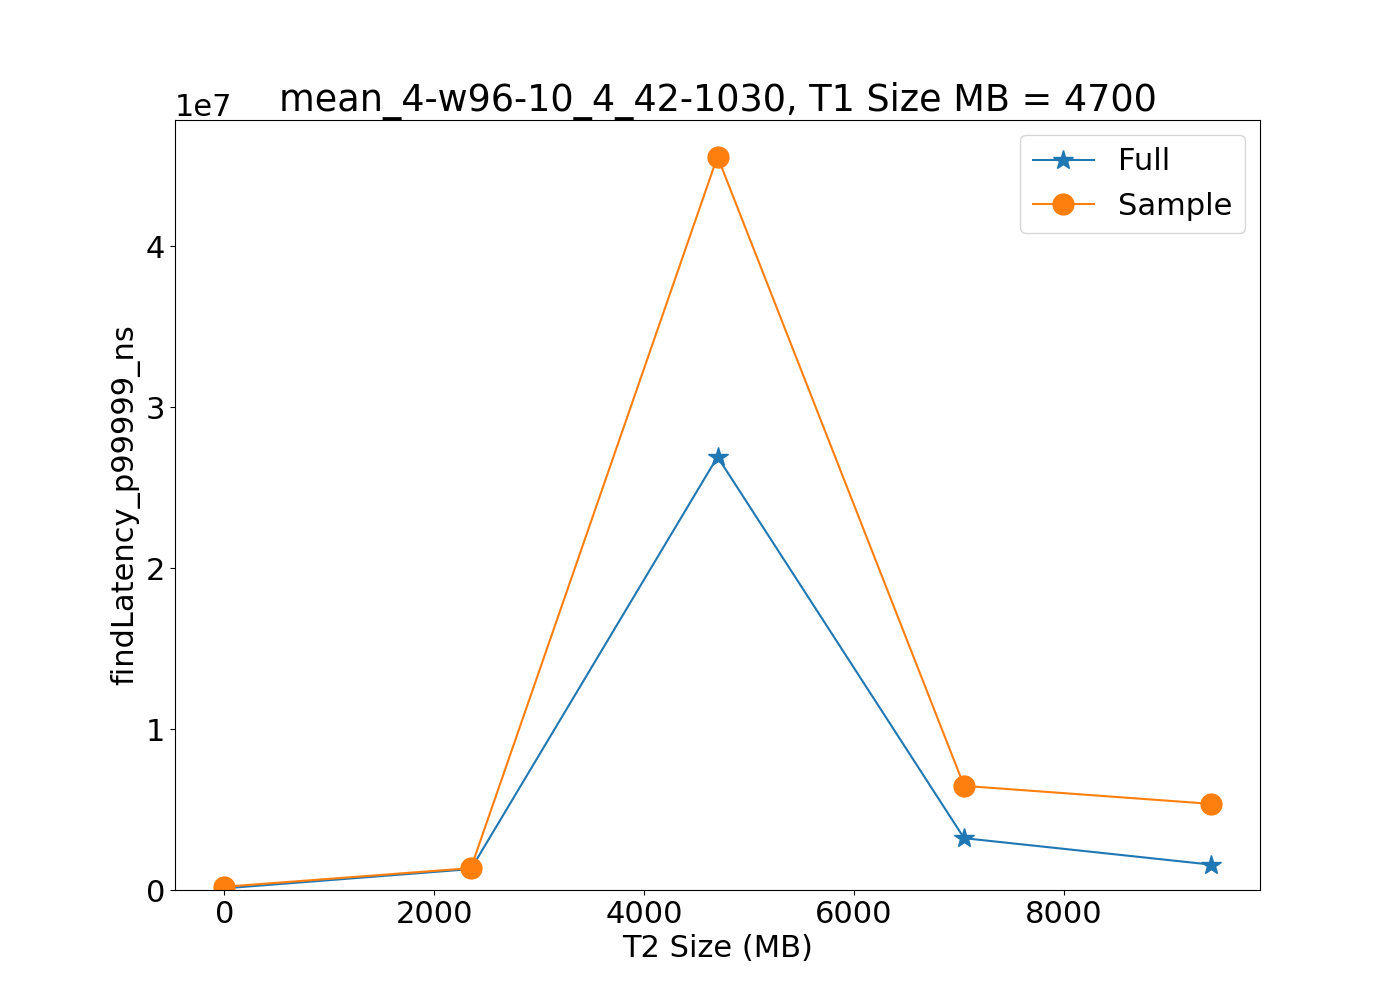 mean_4-w96-10_4_42-1030, T1 Size MB = 4700
1e7
Full
Sample
4
3
2
1
0
findLatency_p99999_ns
0 2000 4000 6000 8000
T2 Size (MB)